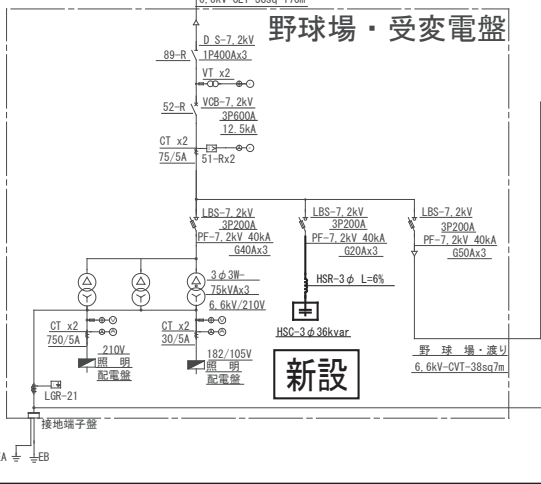 野球場・受変電盤
D S-7.2kV
89-R
1P400Ax3
VT x2
52-R
VCB-7.2kV
3P600A
12.5kA
CT x2
75/5A
51-Rx2
LBS-7.2kV
3P200A
PF-7.2kV 40kA
G40Ax3
LBS-7.2kV
3P200A
PF-7.2kV 40kA
G20Ax3
LBS-7.2kV
3P200A
PF-7.2kV 40kA
G50Ax3
3φ3W-
75kVAx3
6.6kV/210V
HSR-3φ L=6%
HSC-3φ36kvar
新設
CT x2
750/5A
210V
照 明
配電盤
CT x2
30/5A
182/105V
照 明
配電盤
野 球 場・渡り
6.6kV-CVT-38sq7m
LGR-21
接地端子盤
EB